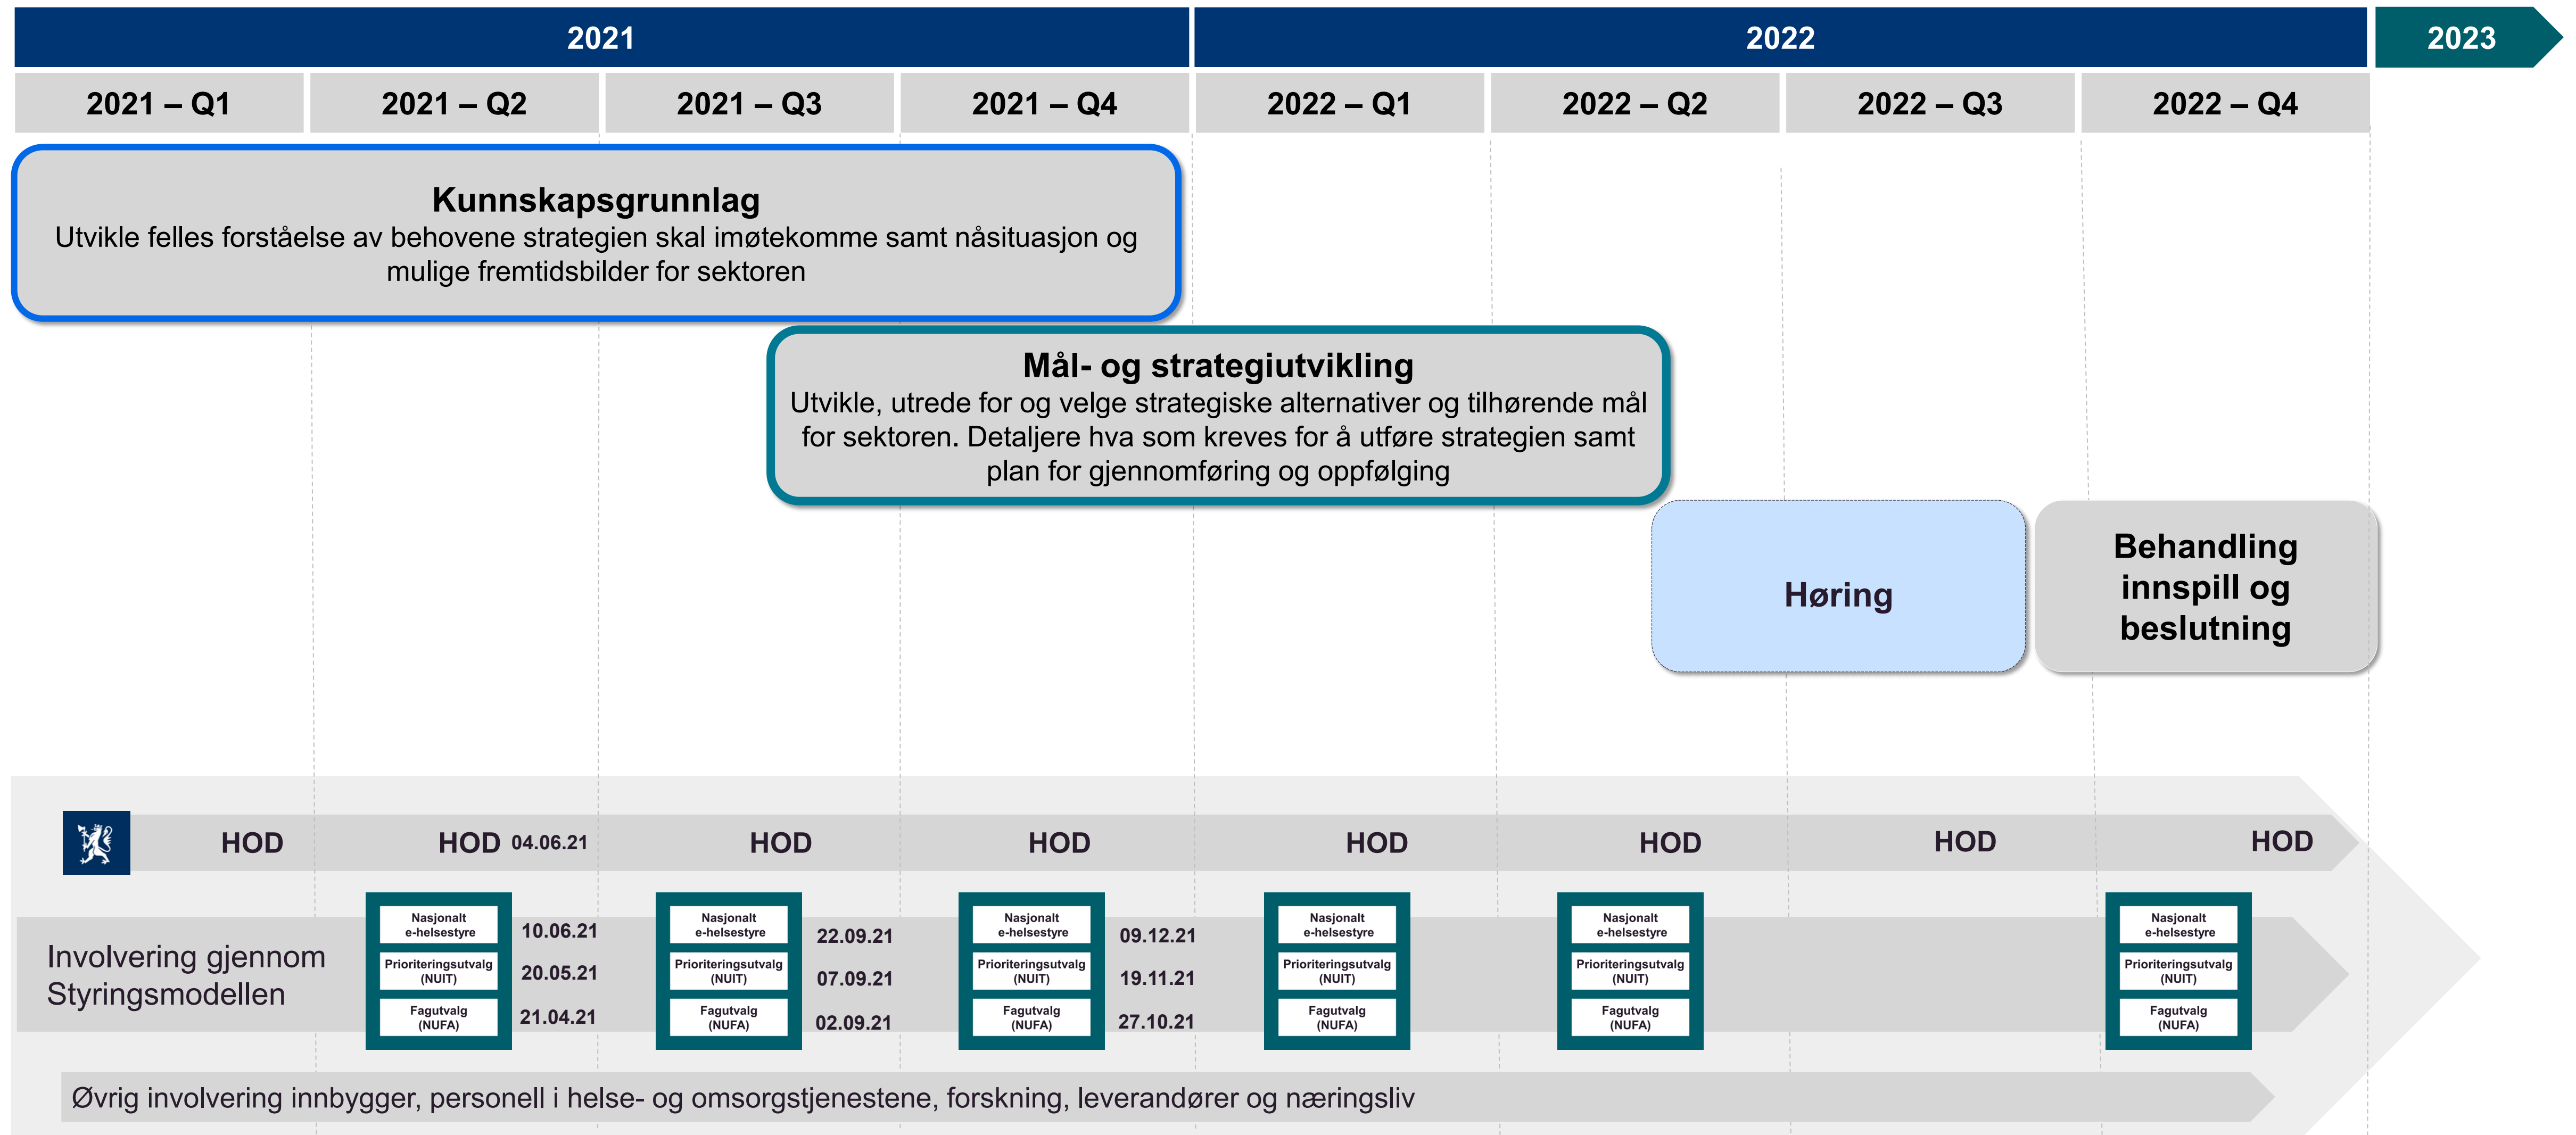 2021
2022
2023
2021 – Q1
2021 – Q2
2021 – Q3
2021 – Q4
2022 – Q1
2022 – Q2
2022 – Q3
2022 – Q4
Kunnskapsgrunnlag
Utvikle felles forståelse av behovene strategien skal imøtekomme samt nåsituasjon og
mulige fremtidsbilder for sektoren
Mål- og strategiutvikling
Utvikle, utrede for og velge strategiske alternativer og tilhørende mål
for sektoren. Detaljere hva som kreves for å utføre strategien samt
plan for gjennomføring og oppfølging
Høring
Behandling
innspill og
beslutning
HOD
HOD 04.06.21
HOD
HOD
HOD
HOD
HOD
HOD
Involvering gjennom
Styringsmodellen
Nasjonalt
e-helsestyre
10.06.21
Prioriteringsutvalg
(NUIT)
20.05.21
Fagutvalg
(NUFA)
21.04.21
Nasjonalt
e-helsestyre
22.09.21
Prioriteringsutvalg
(NUIT)
07.09.21
Fagutvalg
(NUFA)
02.09.21
Nasjonalt
e-helsestyre
09.12.21
Prioriteringsutvalg
(NUIT)
19.11.21
Fagutvalg
(NUFA)
27.10.21
Nasjonalt
e-helsestyre
Prioriteringsutvalg
(NUIT)
Fagutvalg
(NUFA)
Nasjonalt
e-helsestyre
Prioriteringsutvalg
(NUIT)
Fagutvalg
(NUFA)
Nasjonalt
e-helsestyre
Prioriteringsutvalg
(NUIT)
Fagutvalg
(NUFA)
Øvrig involvering innbygger, personell i helse- og omsorgstjenestene, forskning, leverandører og næringsliv